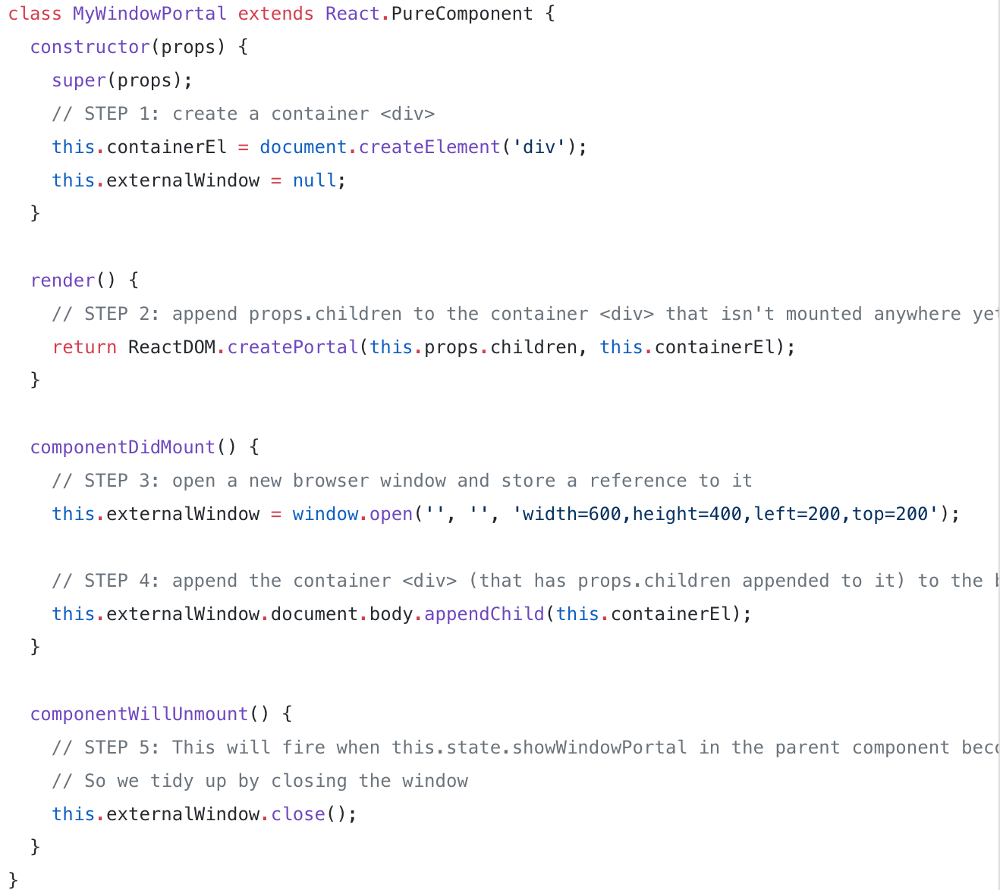 class MyWindowPortal extends React.PureComponent {
  constructor(props) {
    super(props);
    // STEP 1: create a container <div>
    this.containerEl = document.createElement('div');
    this.externalWindow = null;
  }

  render() {
    // STEP 2: append props.children to the container <div> that isn't mounted anywhere
    return ReactDOM.createPortal(this.props.children, this.containerEl);
  }

  componentDidMount() {
    // STEP 3: open a new browser window and store a reference to it
    this.externalWindow = window.open('', '', 'width=600,height=400,left=200,top=200');

    // STEP 4: append the container <div> (that has props.children appended to it) to the
    this.externalWindow.document.body.appendChild(this.containerEl);
  }

  componentWillUnmount() {
    // STEP 5: This will fire when this.state.showWindowPortal in the parent component
    // So we tidy up by closing the window
    this.externalWindow.close();
  }
}